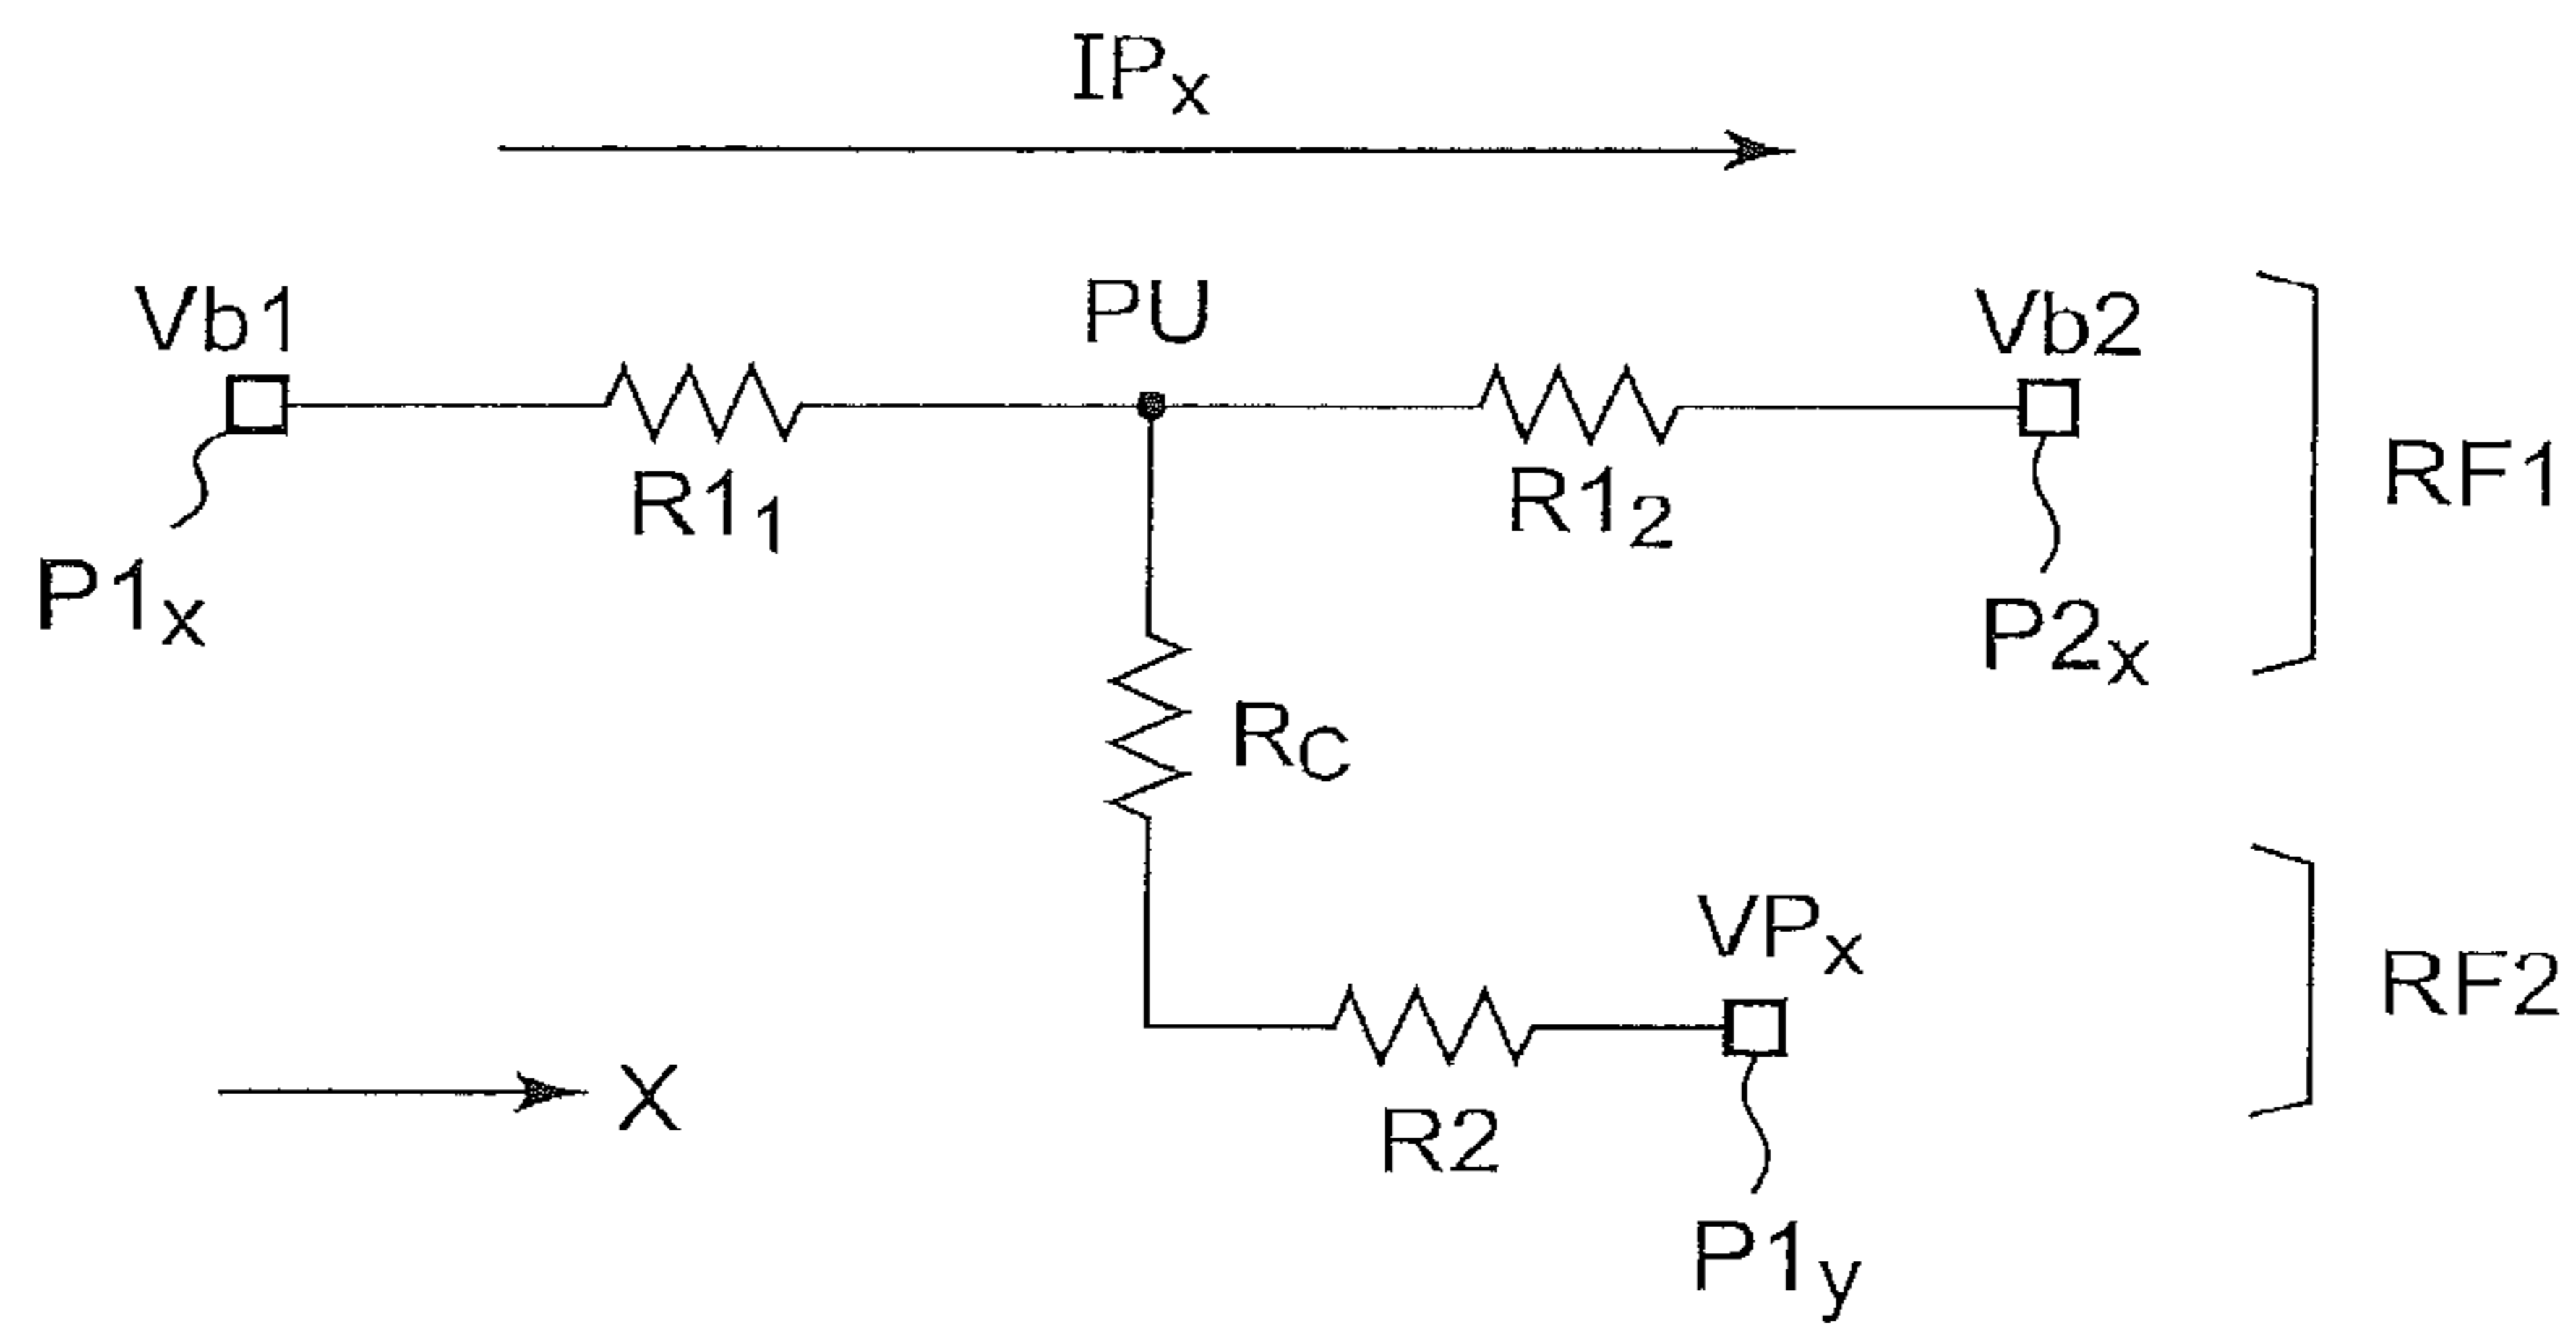 IPx
Vb1
PU
Vb2
R11
R12
RF1
P1x
P2x
RC
VPx
RF2
X
R2
P1y